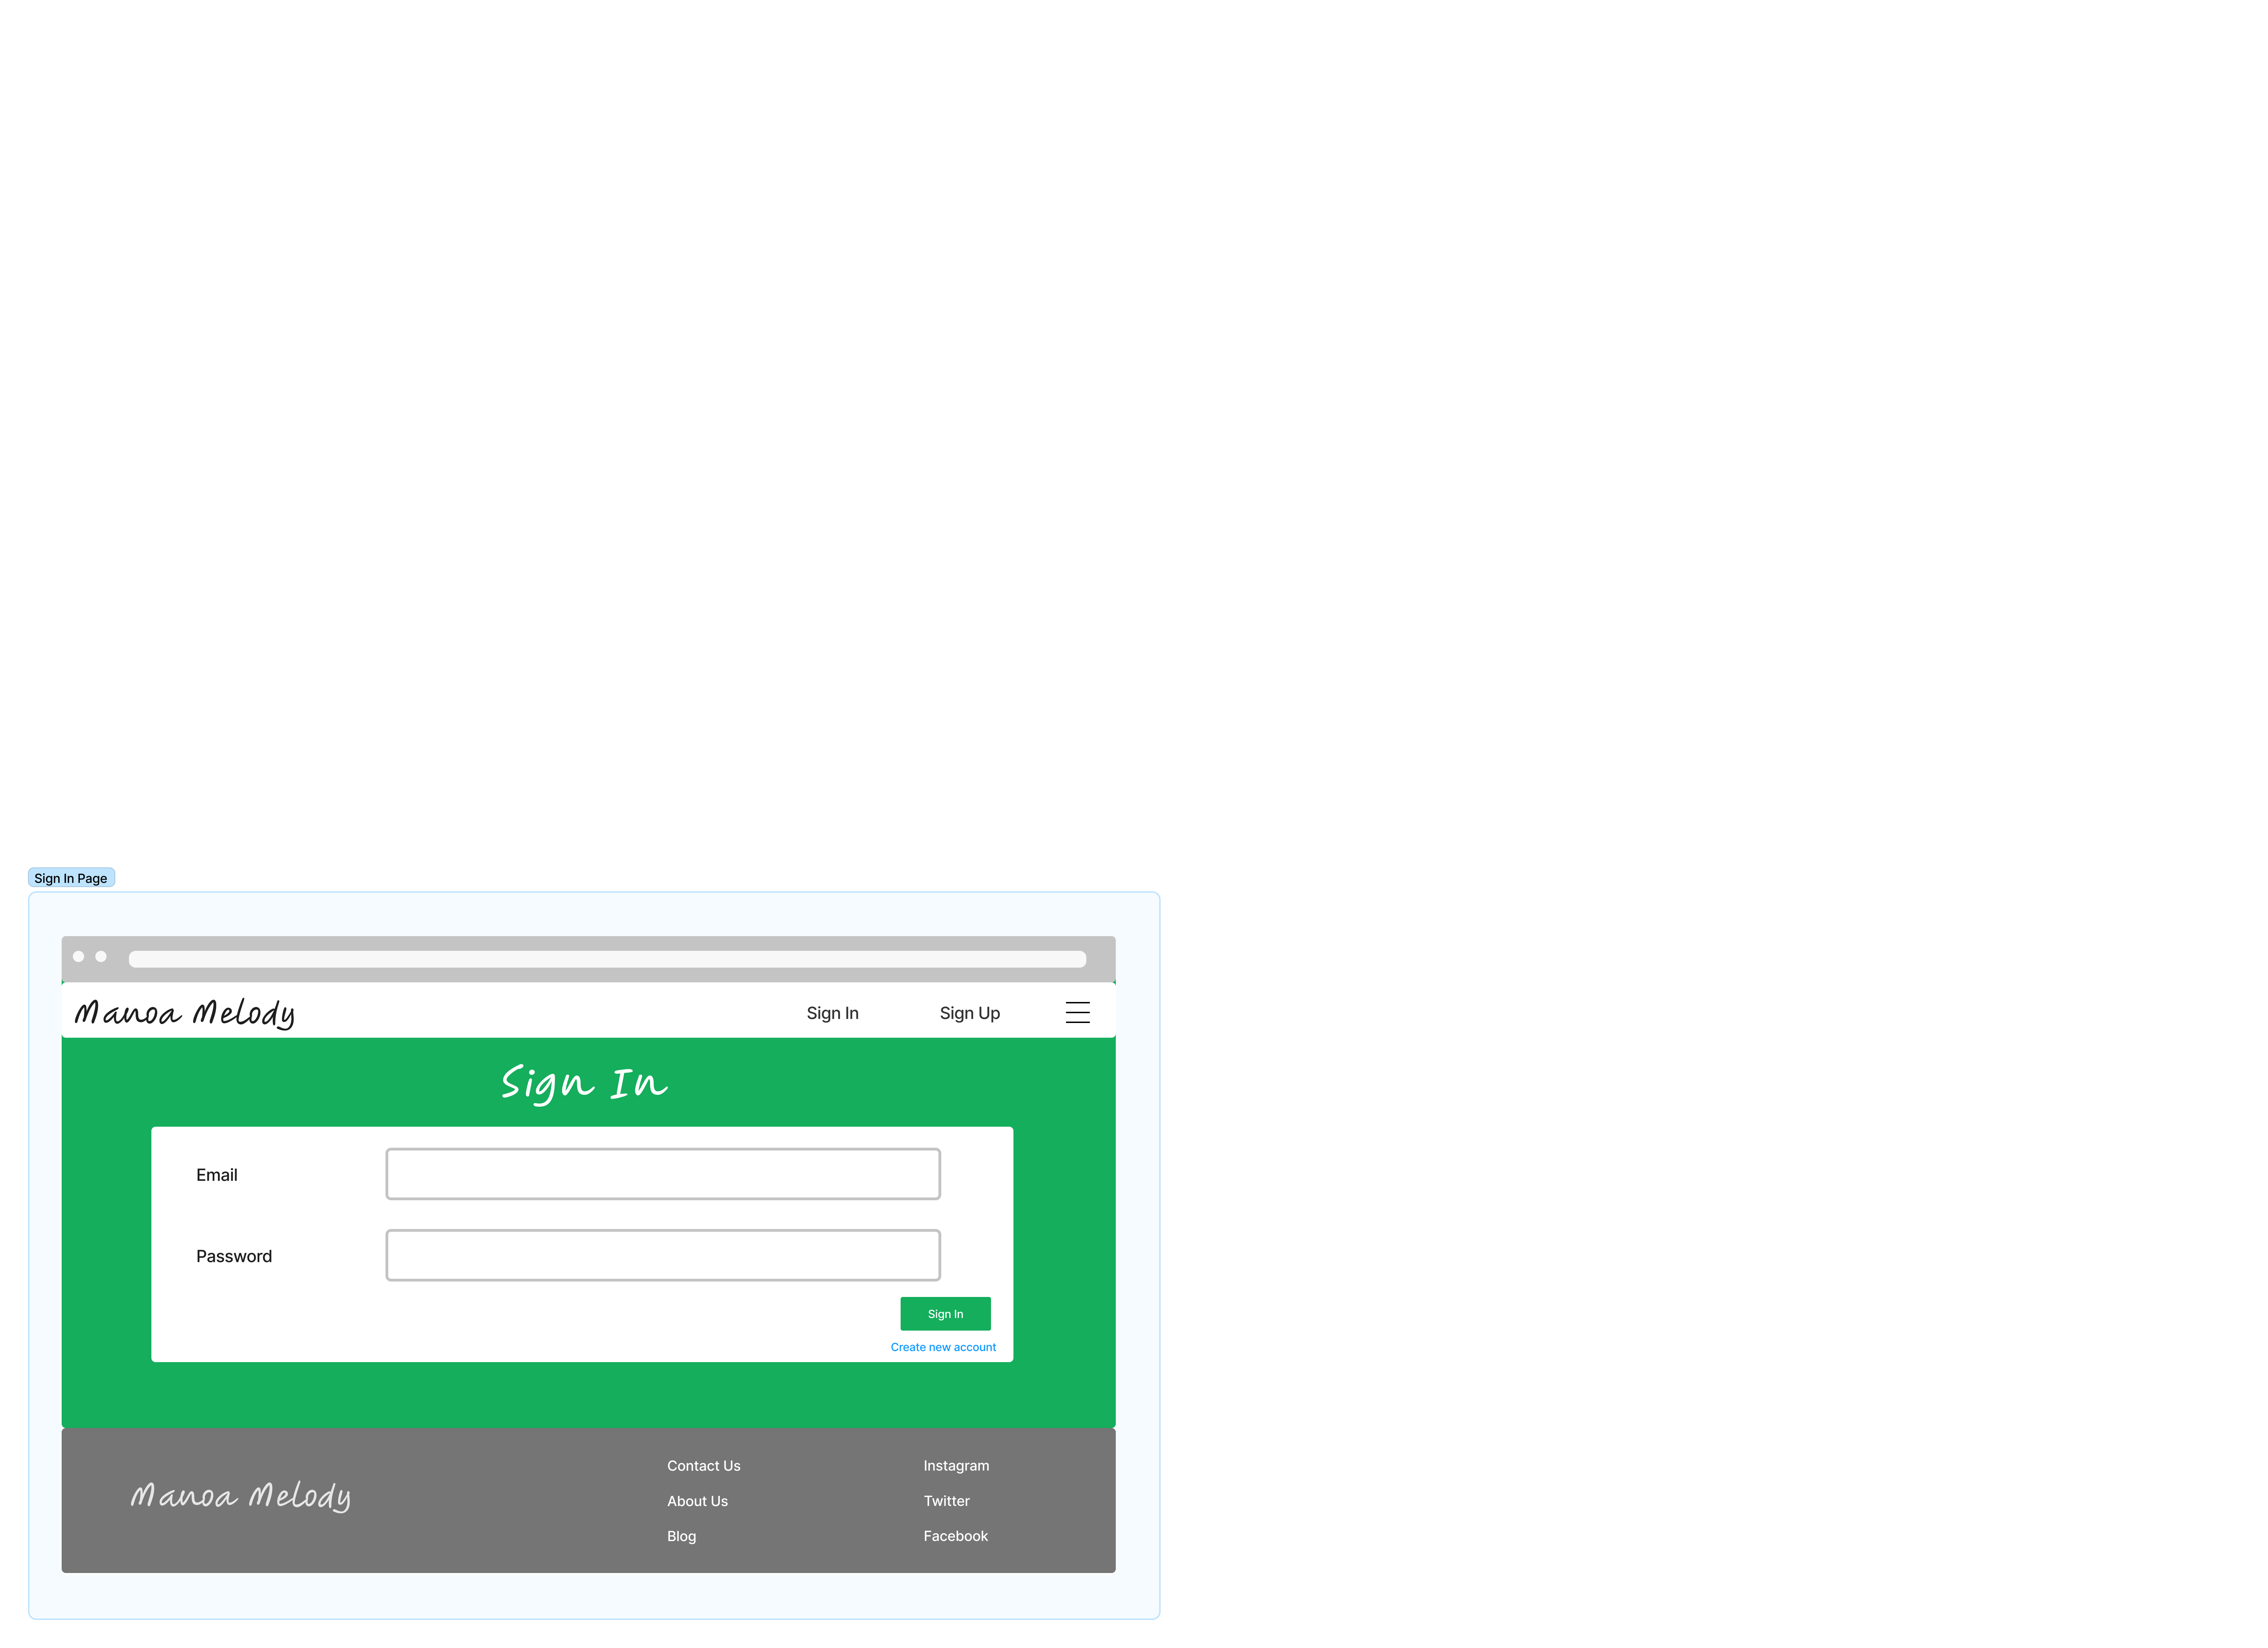 Sign In Page
Manoa Melody
Sign In
Sign Up
Sign In
Email
Password
Sign In
Create new account
Manoa Melody
Contact Us
About Us
Blog
Instagram
Twitter
Facebook